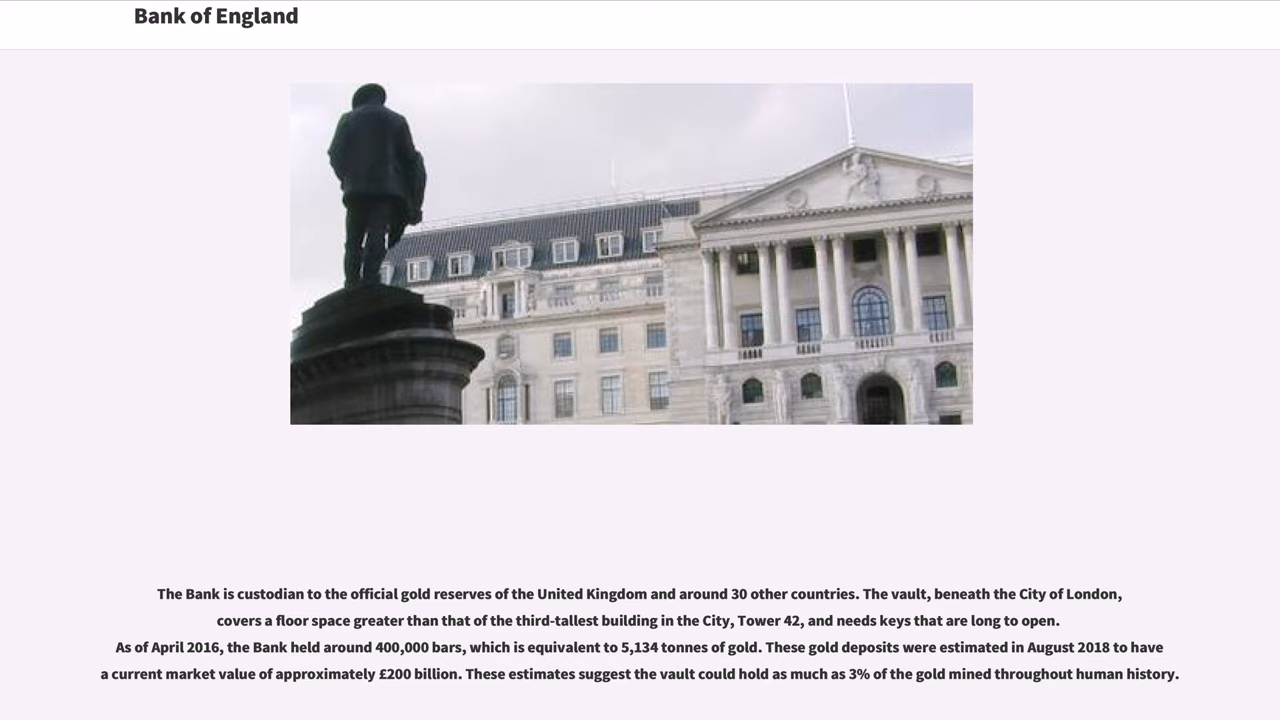 Bank of England
The Bank is custodian to the official gold reserves of the United Kingdom and around 30 other countries. The vault, beneath the City of London,
covers a floor space greater than that of the third-tallest building in the City, Tower 42, and needs keys that are long to open.
As of April 2016, the Bank held around 400,000 bars, which is equivalent to 5,134 tonnes of gold. These gold deposits were estimated in August 2018 to have
a current market value of approximately £200 billion. These estimates suggest the vault could hold as much as 3% of the gold mined throughout human history.